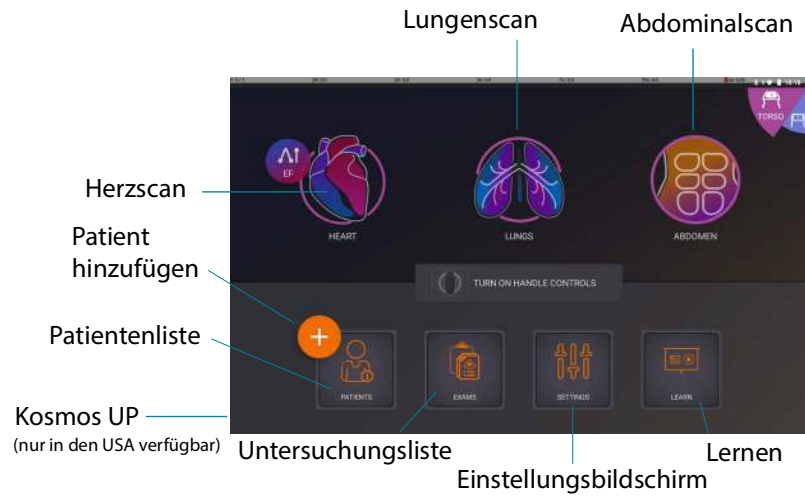 Lungenscan
Abdominalscan
TORSO
EF
Herzscan
HEART
LUNGS
ABDOMEN
Patient
hinzufügen
TURN ON HANDLE CONTROLS
Patientenliste
PATIENTS
EXAMS
SETTINGS
LEARN
Kosmos UP
(nur in den USA verfügbar)
Untersuchungsliste
Lernen
Einstellungsbildschirm